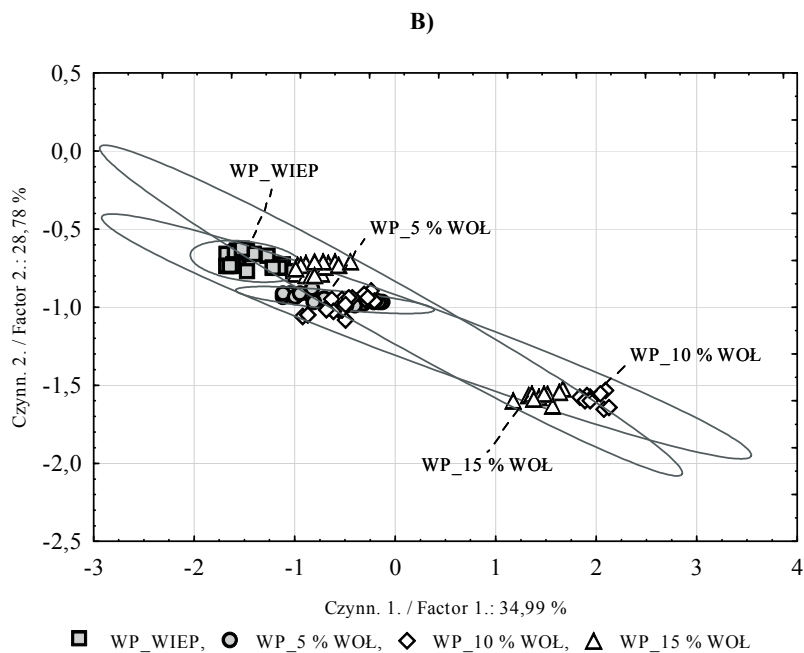 B)
0,5
0,0
-0,5
-1,0
-1,5
-2,0
-2,5
Czynn. 2. / Factor 2.: 28,78 %
WP_WIEP
WP_5 % WOŁ
WP_10 % WOŁ
WP_15 % WOŁ
-3 -2 -1 0 1 2 3 4
Czynn. 1. / Factor 1.: 34,99 %
WP_WIEP, WP_5 % WOŁ, WP_10 % WOŁ, WP_15 % WOŁ